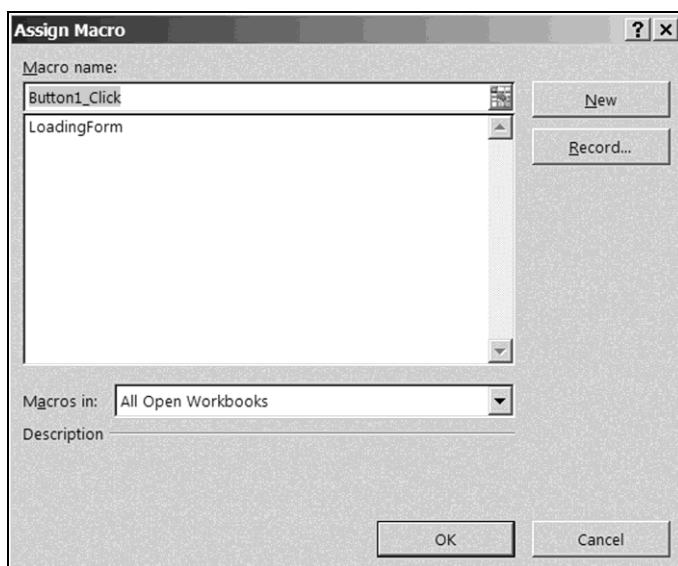 Assign Macro
Macro name:
Button1_Click
New
LoadingForm
Record...
Macros in: All Open Workbooks
Description
OK Cancel